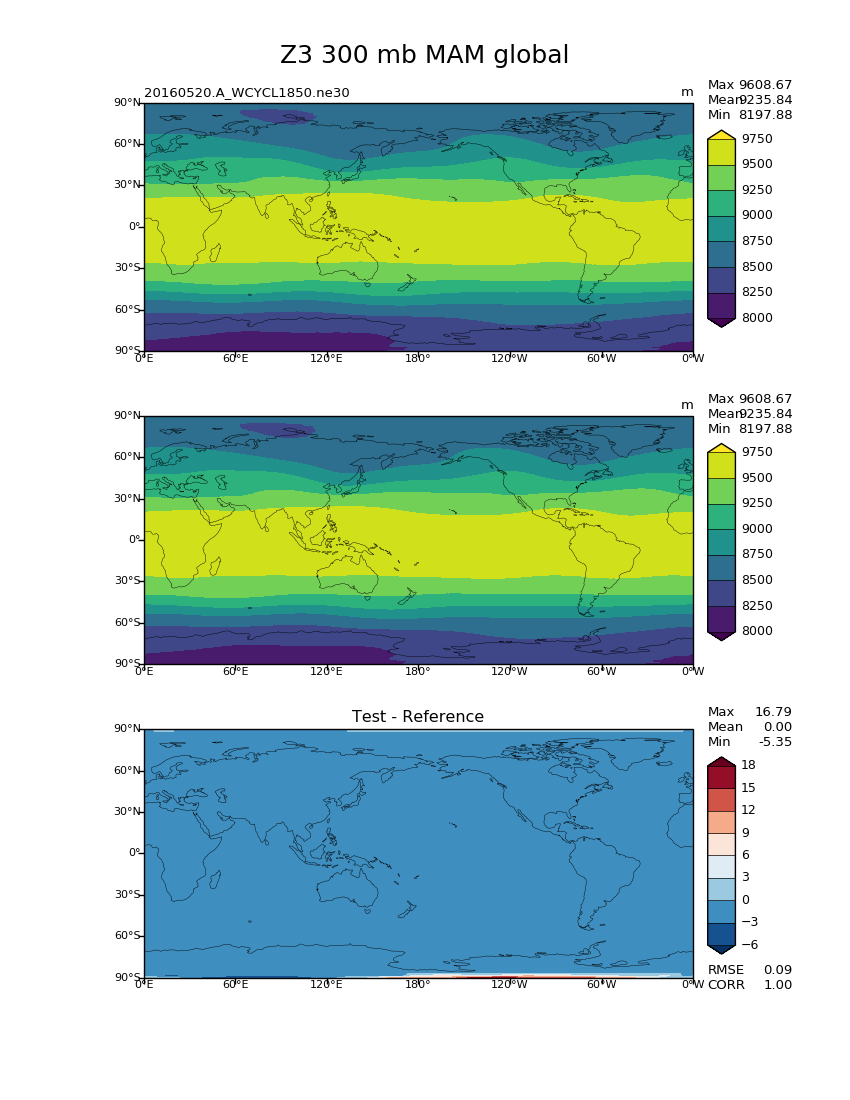 Z3 300 mb MAM global
20160520.A_WCYCL1850.ne30
m
Max 9608.67
Mean 9235.84
Min 8197.88
90°N
60°N
30°N
0°
30°S
60°S
90°S
0°E 60°E 120°E 180° 120°W 60°W 0°W
9750
9500
9250
9000
8750
8500
8250
8000
m
Max 9608.67
Mean 9235.84
Min 8197.88
90°N
60°N
30°N
0°
30°S
60°S
90°S
0°E 60°E 120°E 180° 120°W 60°W 0°W
9750
9500
9250
9000
8750
8500
8250
8000
Test - Reference
Max 16.79
Mean 0.00
Min -5.35
90°N
60°N
30°N
0°
30°S
60°S
90°S
0°E 60°E 120°E 180° 120°W 60°W 0°W
18
15
12
9
6
3
0
−3
−6
RMSE 0.09
CORR 1.00